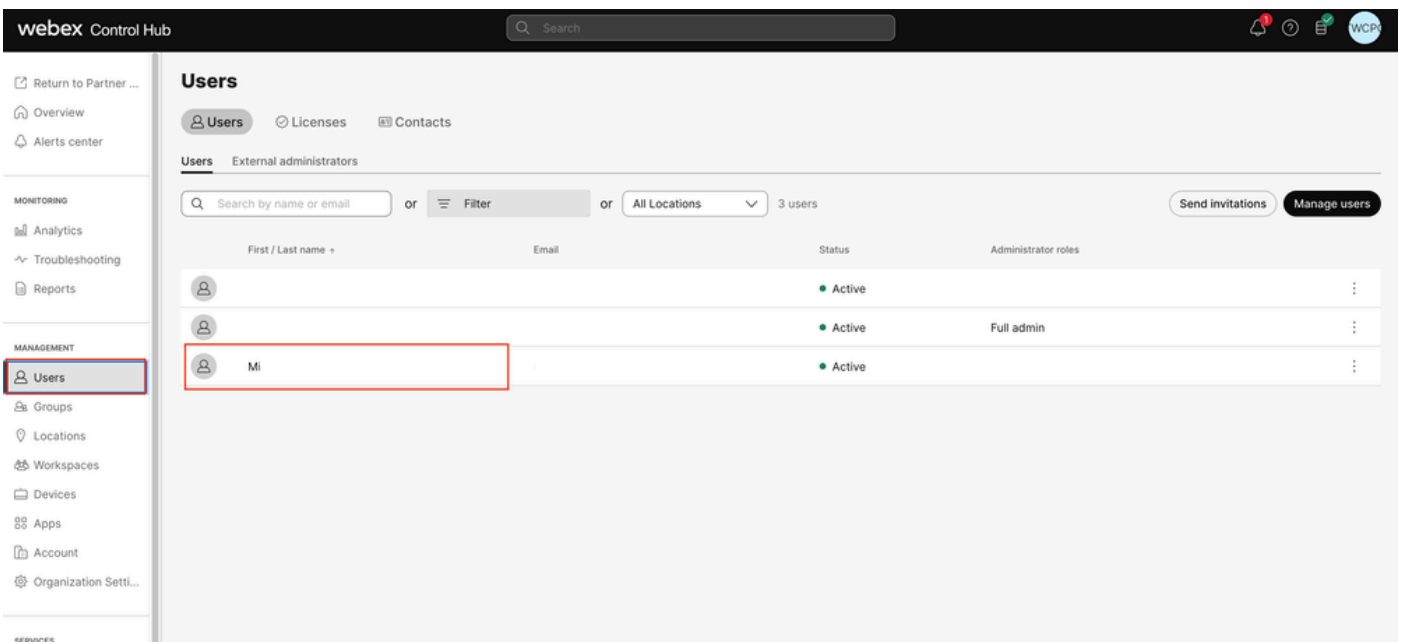 webex Control Hub
Search
1
WCPC
Return to Partner ...
Overview
Alerts center
MONITORING
Analytics
Troubleshooting
Reports
MANAGEMENT
Users
Groups
Locations
Workspaces
Devices
Apps
Account
Organization Setti...
SERVICES
Users
Users Licenses Contacts
Users External administrators
Search by name or email or Filter or All Locations 3 users Send invitations Manage users
First / Last name ↑ Email Status Administrator roles
Active
Active Full admin
Mi Active